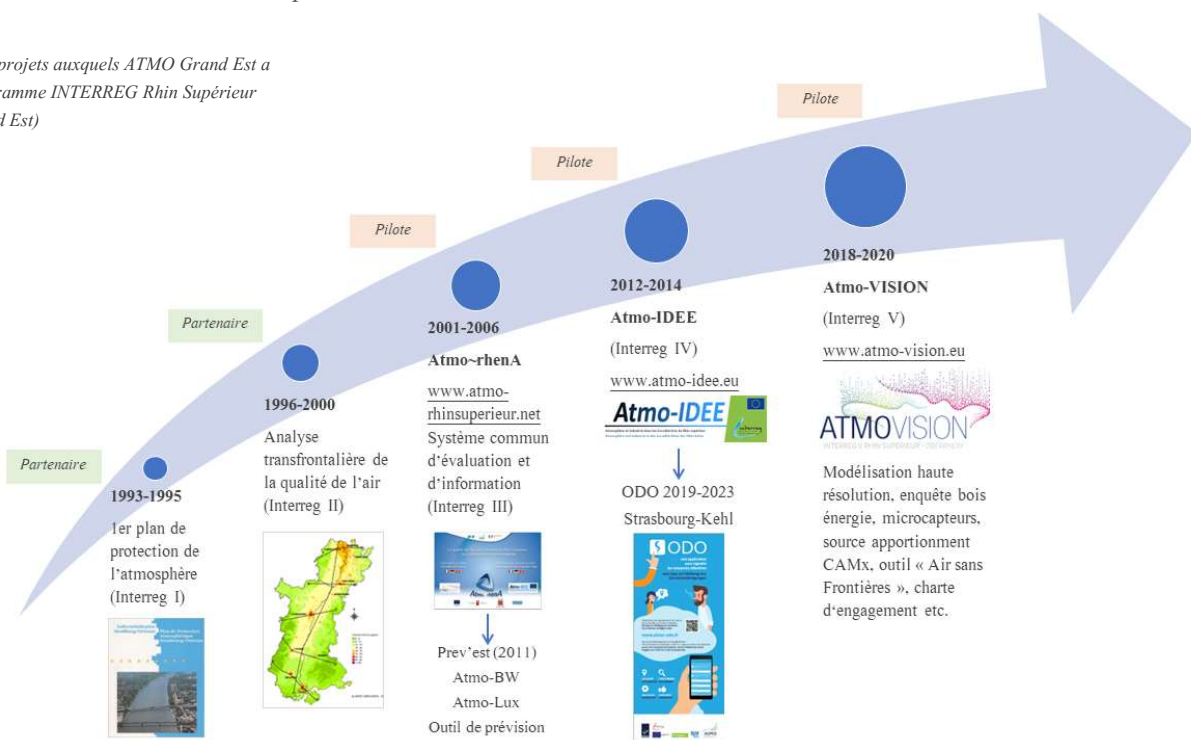 projets auxquels ATMO Grand Est a
ramme INTERREG Rhin Supérieur
d Est)
Partenaire
1993-1995
1er plan de
protection de
l’atmosphère
(Interreg I)
Partenaire
1996-2000
Analyse
transfrontalière de
la qualité de l’air
(Interreg II)
Pilote
2001-2006
Atmo~rhenA
www.atmo-
rhinsuperieur.net
Système commun
d’évaluation et
d’information
(Interreg III)
Prev’est (2011)
Atmo-BW
Atmo-Lux
Outil de prévision
Pilote
2012-2014
Atmo-IDEE
(Interreg IV)
www.atmo-idee.eu
Atmo-IDEE
ODO 2019-2023
Strasbourg-Kehl
ODO
Pilote
2018-2020
Atmo-VISION
(Interreg V)
www.atmo-vision.eu
ATMOVISION
INTERREG V RHIN SUPÉRIEUR - OBERRHEIN
Modélisation haute
résolution, enquête bois
énergie, microcapteurs,
source apportionment
CAMx, outil « Air sans
Frontières », charte
d‘engagement etc.